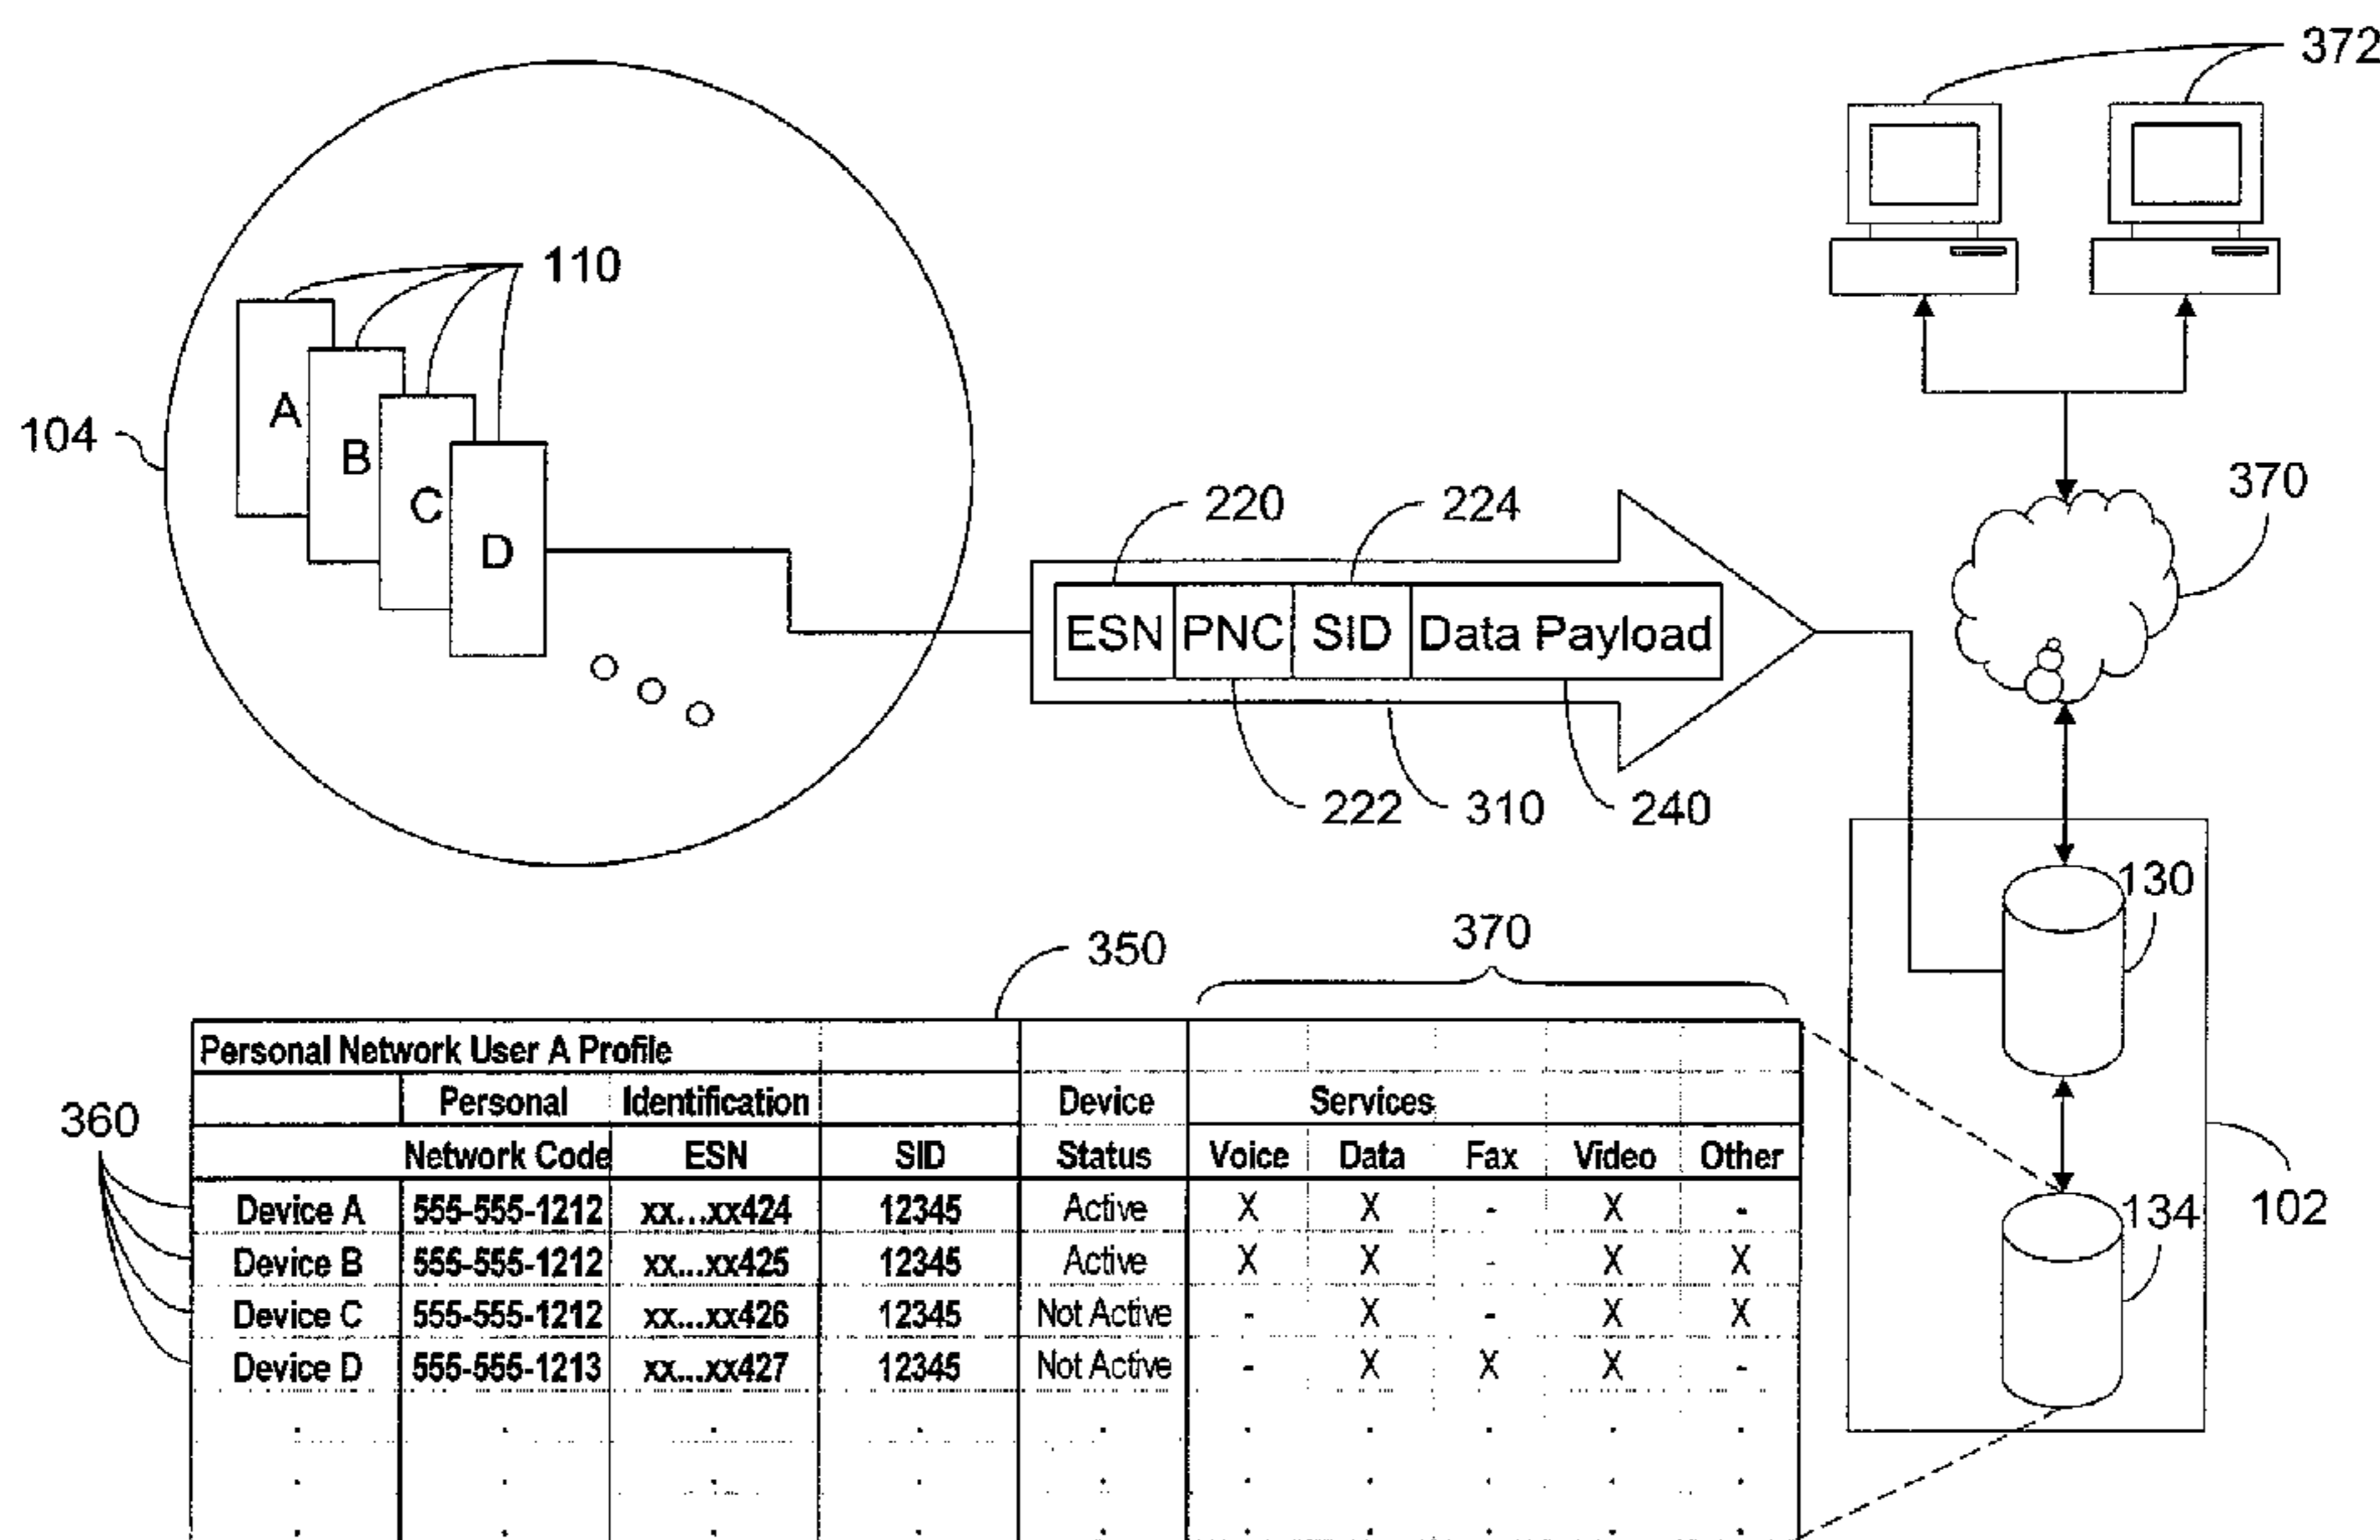 372
110
A
B
C
D
104
370
220 224
ESN PNC SID Data Payload
222 310 240
130
350 370
Personal Network User A Profile
Personal Identification Device Services
360
Network Code ESN SID Status Voice Data Fax Video Other
Device A 555-555-1212 xx...xx424 12345 Active X X - X -
134 102
Device B 555-555-1212 xx...xx425 12345 Active X X - X X
Device C 555-555-1212 xx...xx426 12345 Not Active - X - X X
Device D 555-555-1213 xx...xx427 12345 Not Active - X X X -